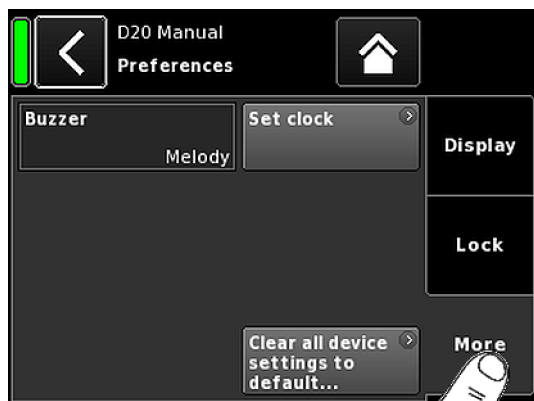 D20 Manual
Preferences
Buzzer
Melody
Set clock
Display
Lock
Clear all device
settings to
default...
More